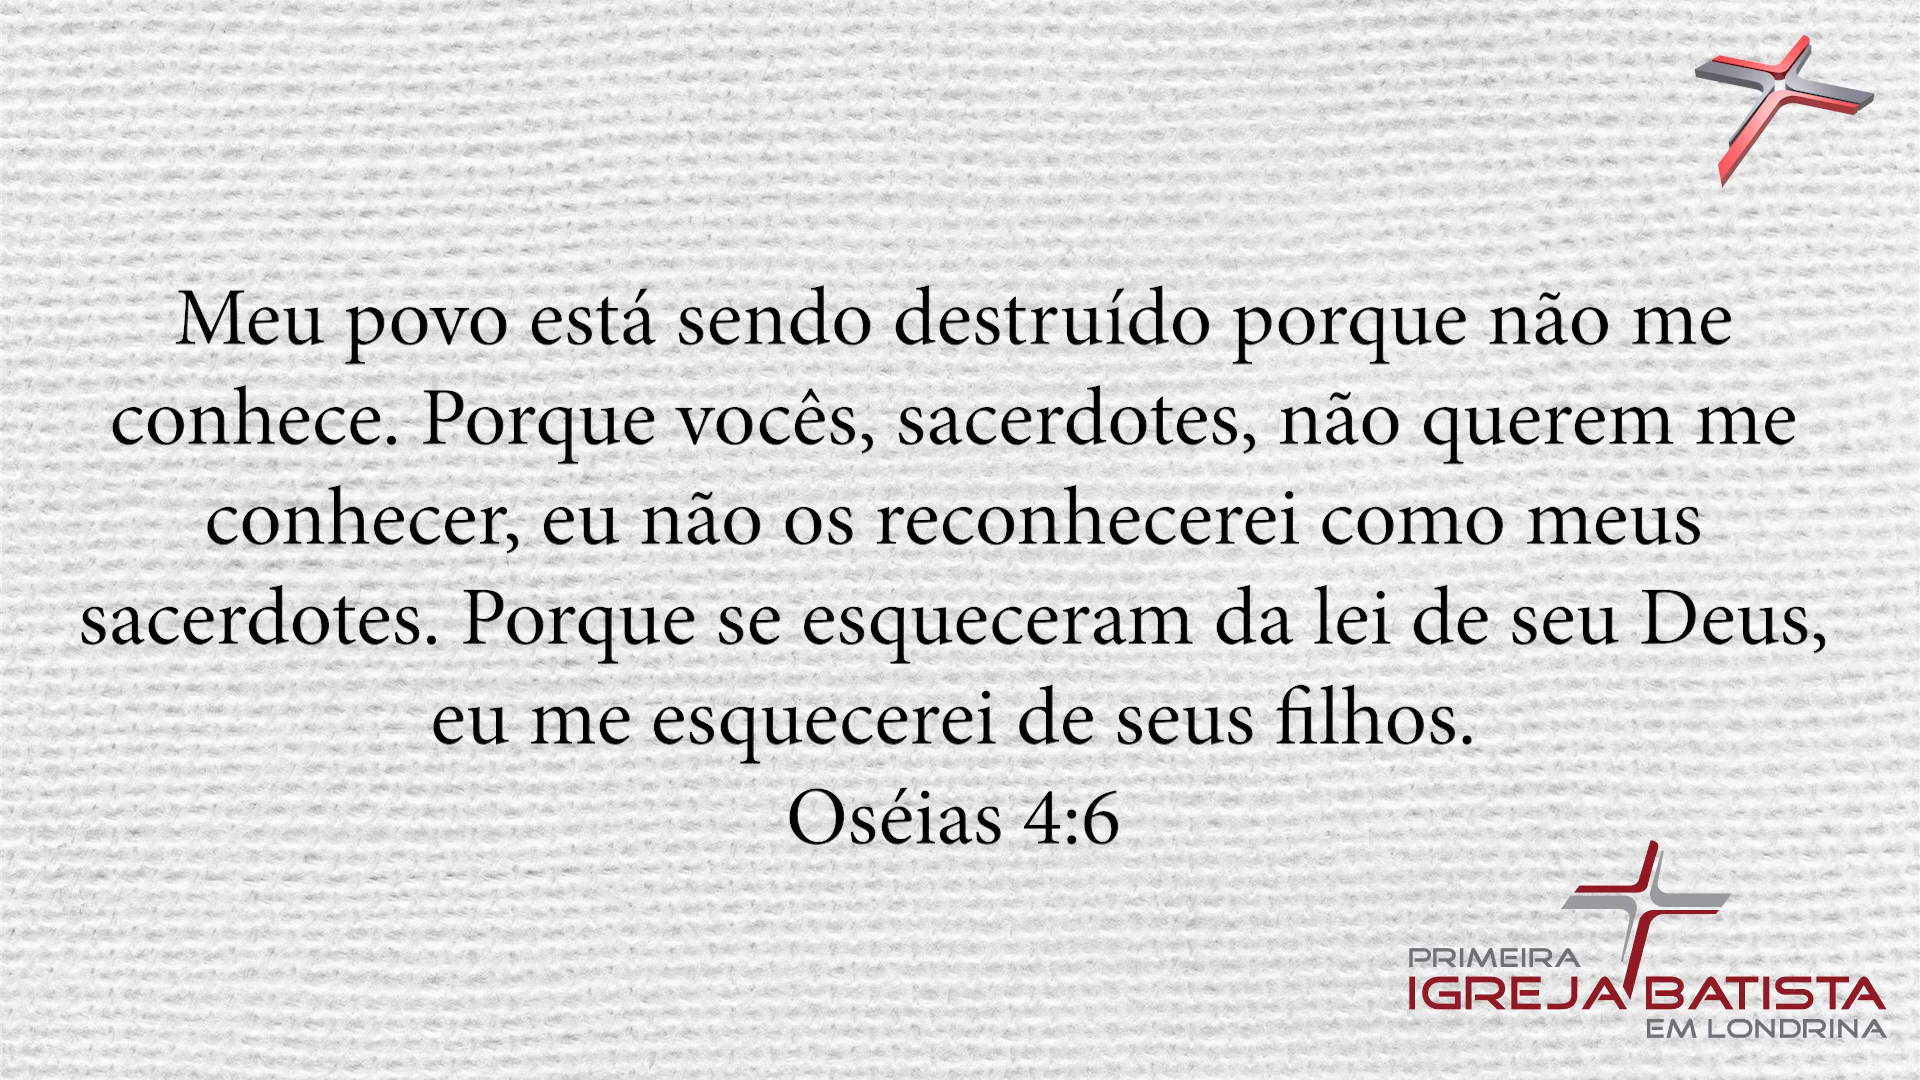 Meu povo está sendo destruído porque não me
conhece. Porque vocês, sacerdotes, não querem me
conhecer, eu não os reconhecerei como meus
sacerdotes. Porque se esqueceram da lei de seu Deus,
eu me esquecerei de seus filhos.
Oséias 4:6
PRIMEIRA
IGREJA BATISTA
EM LONDRINA